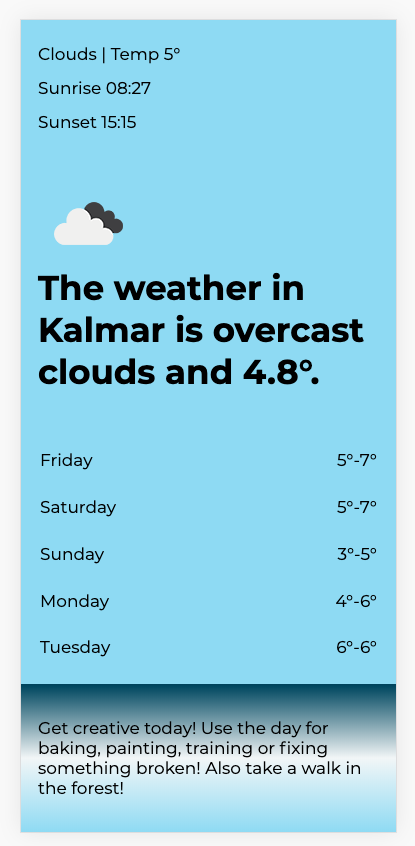 Clouds | Temp 5°
Sunrise 08:27
Sunset 15:15
The weather in
Kalmar is overcast
clouds and 4.8°.
Friday 5°-7°
Saturday 5°-7°
Sunday 3°-5°
Monday 4°-6°
Tuesday 6°-6°
Get creative today! Use the day for
baking, painting, training or fixing
something broken! Also take a walk in
the forest!